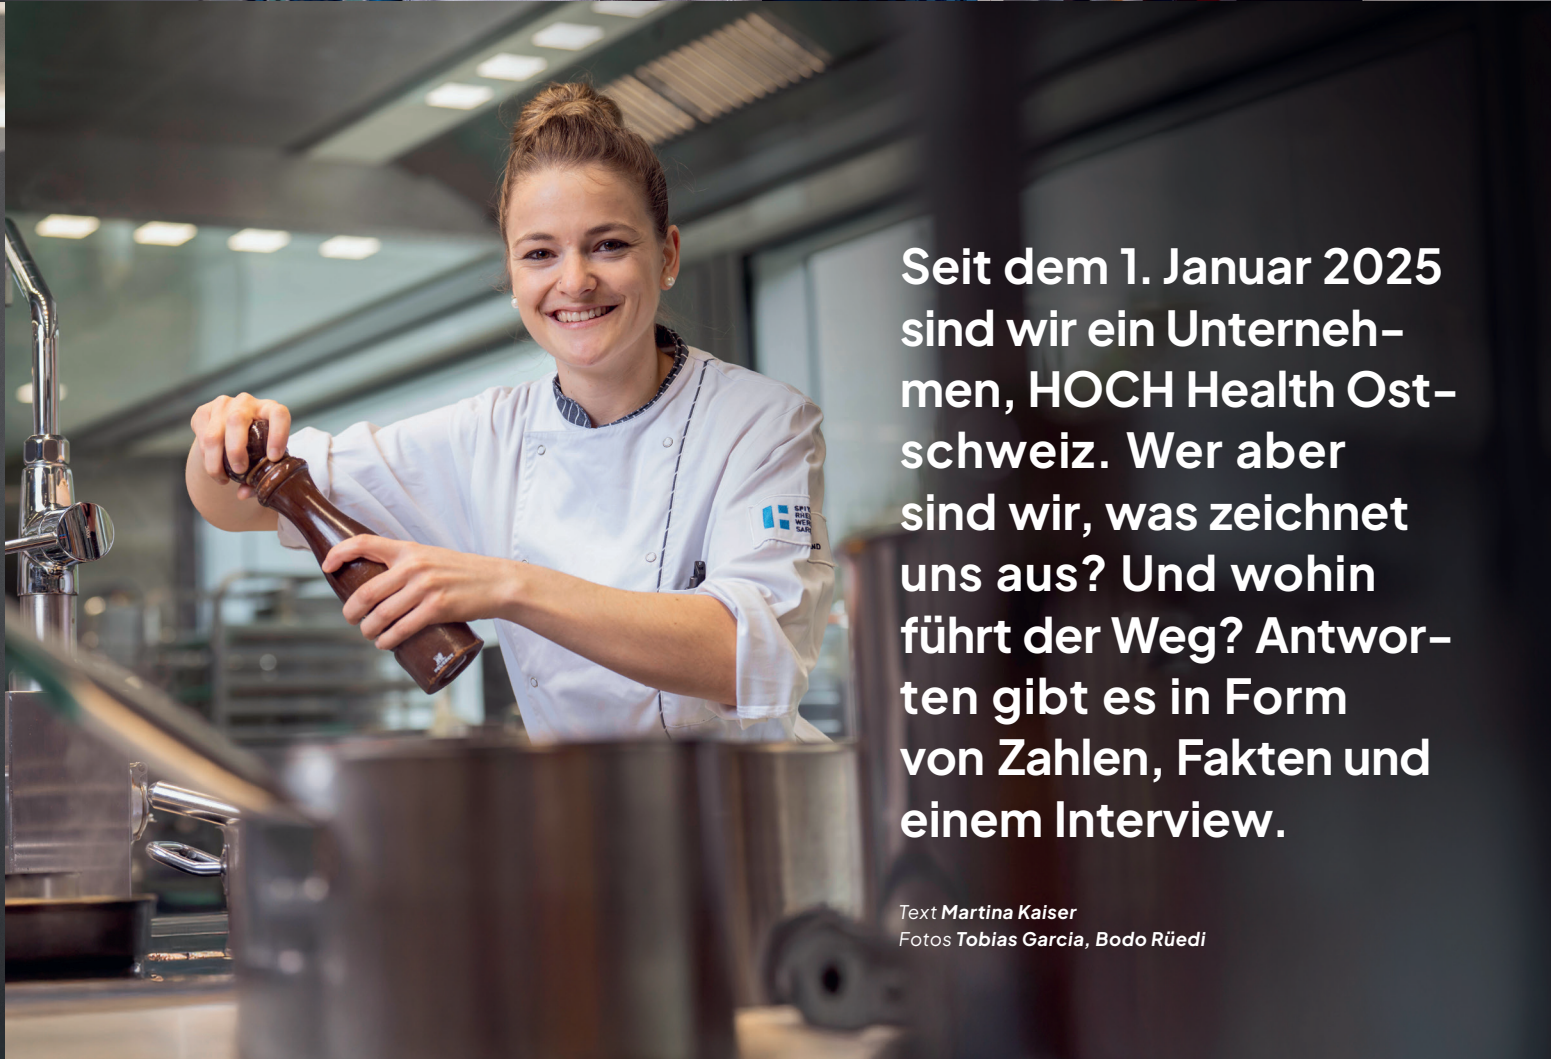 Seit dem 1. Januar 2025
sind wir ein Unterneh-
men, HOCH Health Ost-
schweiz. Wer aber
sind wir, was zeichnet
uns aus? Und wohin
führt der Weg? Antwor-
ten gibt es in Form
von Zahlen, Fakten und
einem Interview.
Text Martina Kaiser
Fotos Tobias Garcia, Bodo Rüedi